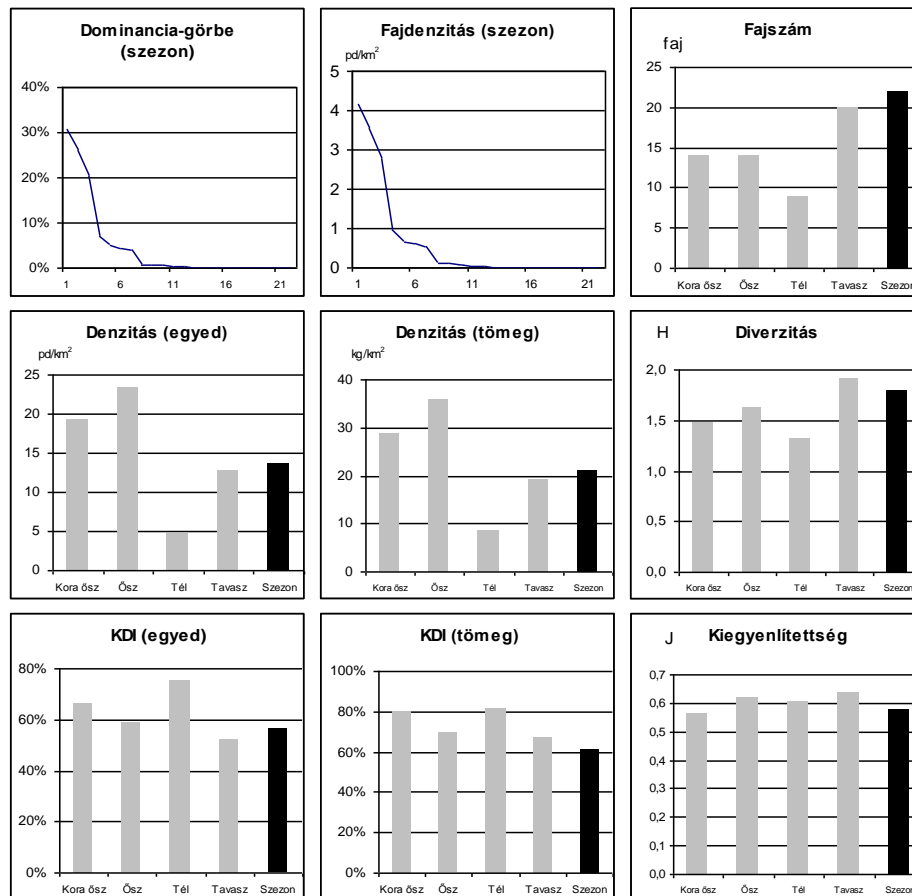 Dominancia-görbe
(szezon)
40%
30%
20%
10%
0%
1 6 11 16 21
Fajdenzitás (szezon)
pd/km²
5
4
3
2
1
0
1 6 11 16 21
Fajszám
faj
25
20
15
10
5
0
Kora ősz Ősz Tél Tavasz Szezon
Denzitás (egyed)
pd/km²
25
20
15
10
5
0
Kora ősz Ősz Tél Tavasz Szezon
Denzitás (tömeg)
kg/km²
40
30
20
10
0
Kora ősz Ősz Tél Tavasz Szezon
H Diverzitás
2,0
1,5
1,0
0,5
0,0
Kora ősz Ősz Tél Tavasz Szezon
KDI (egyed)
80%
60%
40%
20%
0%
Kora ősz Ősz Tél Tavasz Szezon
KDI (tömeg)
100%
80%
60%
40%
20%
0%
Kora ősz Ősz Tél Tavasz Szezon
J Kiegyenlítettség
0,7
0,6
0,5
0,4
0,3
0,2
0,1
0,0
Kora ősz Ősz Tél Tavasz Szezon